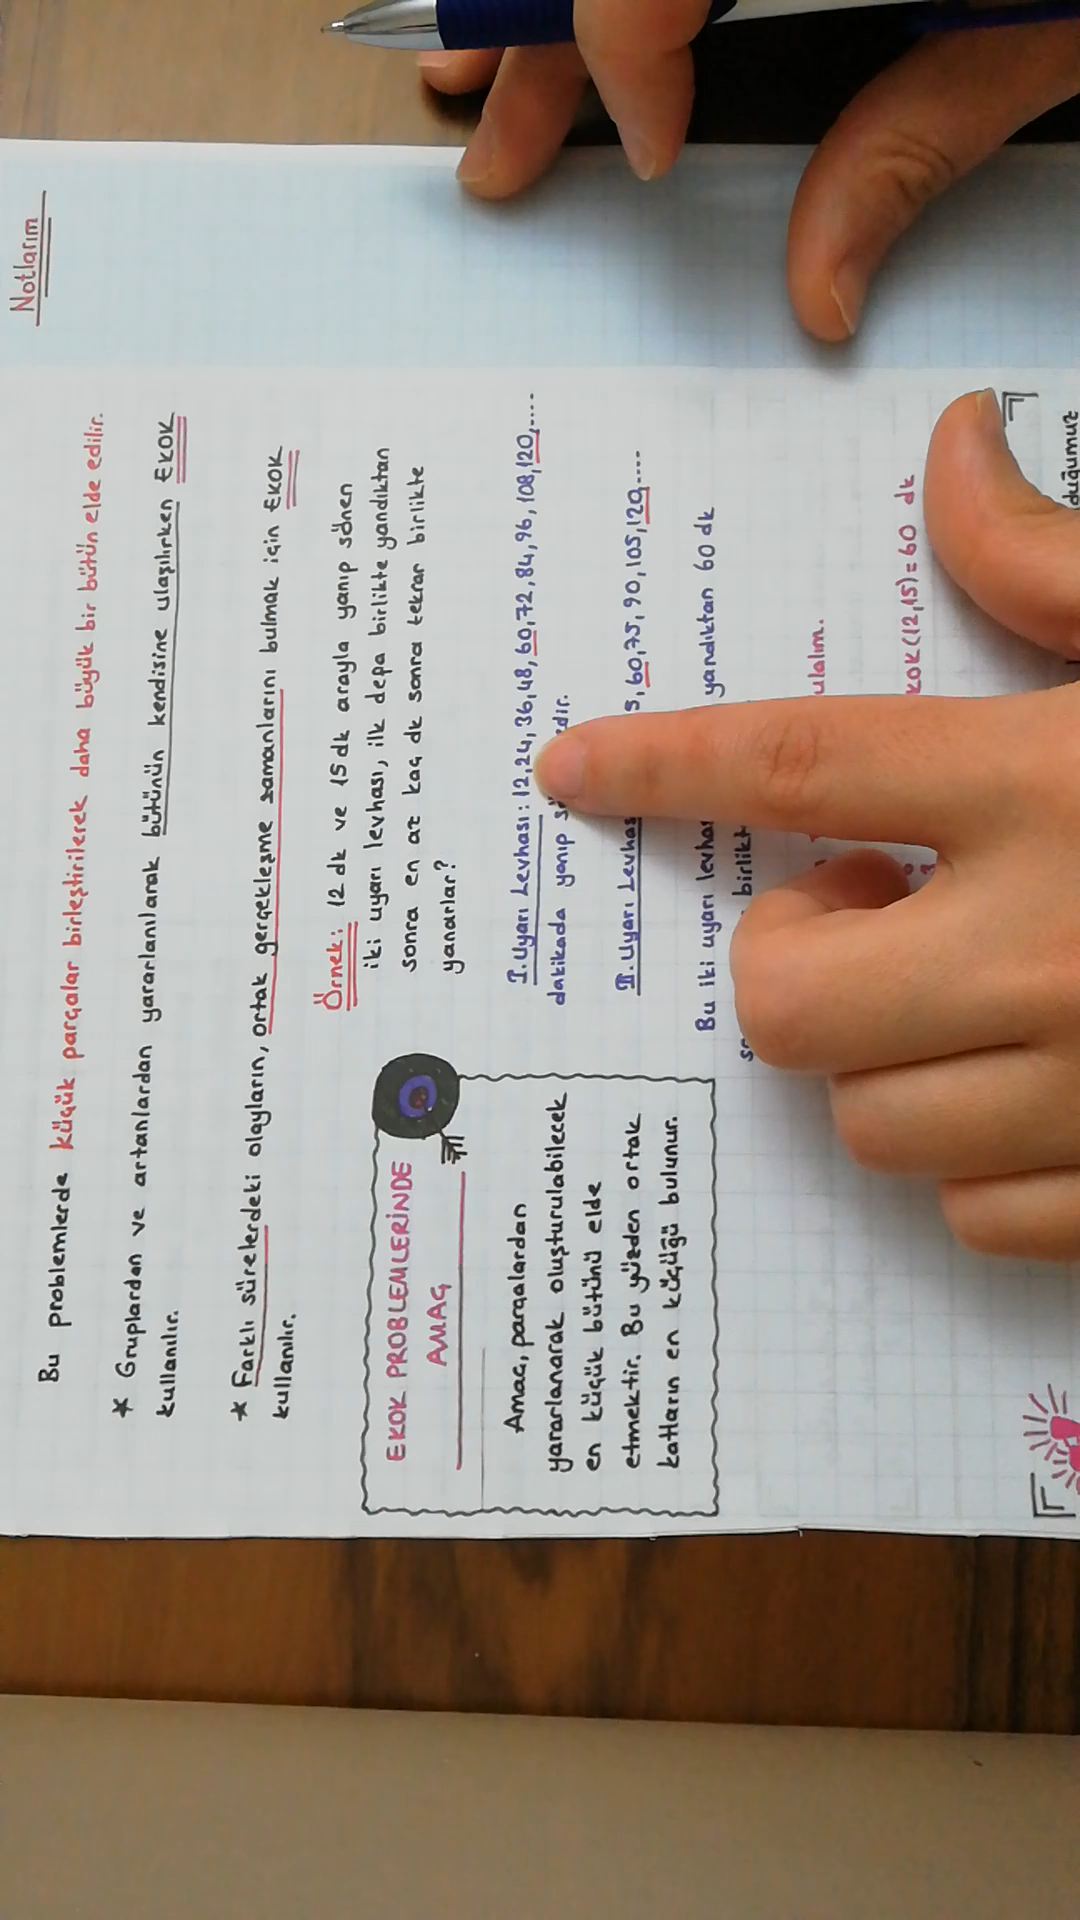 Notlarım
Bu problemlerde küçük parçalar birleştirilerek daha büyük bir bütün elde edilir.
* Gruplardan ve artanlardan yararlanılarak bütünün kendisine ulaşılırken EKOK
kullanılır.
* Farklı sürelerdeki olayların, ortak gerçekleşme zamanlarını bulmak için EKOK
kullanılır.
EKOK PROBLEMLERİNDE
AMAÇ
Amaç, parçalardan
yararlanarak oluşturulabilecek
en küçük bütünü elde
etmektir. Bu yüzden ortak
katların en küçüğü bulunur.
Örnek: 12 dk ve 15 dk arayla yanıp sönen
iki uyarı levhası, ilk defa birlikte yandıktan
sonra en az kaç dk sonra tekrar birlikte
yanarlar?
I. Uyarı Levhası: 12,24,36,48,60,72,84,96,108,120,....
dakikada yanıp edir.
II. Uyarı Levhas 5,60,75,90,105,120,....
Bu iki uyarı levha yandıktan 60 dk
birlikt
ulalım.
KOK(12,15)=60 dk
duğumuz